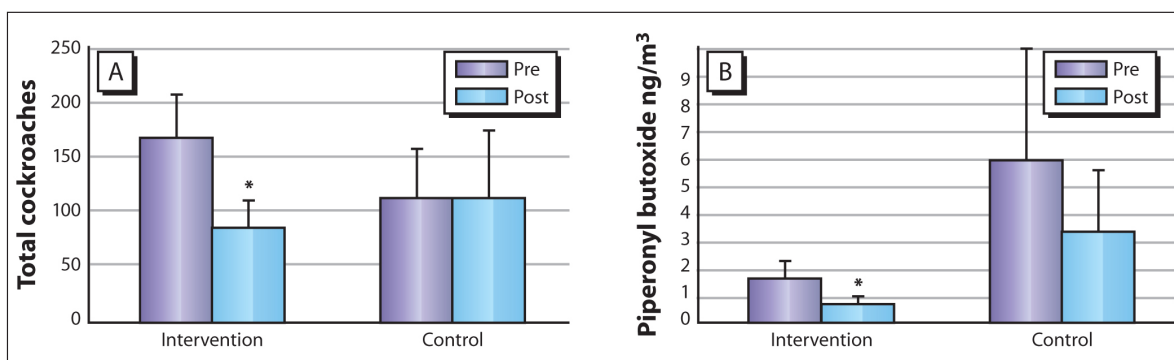 Total cockroaches
250
200
150
100
50
0
A
Pre
Post
*
Intervention
Control
Piperonyl butoxide ng/m³
9
8
7
6
5
4
3
2
1
0
B
Pre
Post
*
Intervention
Control